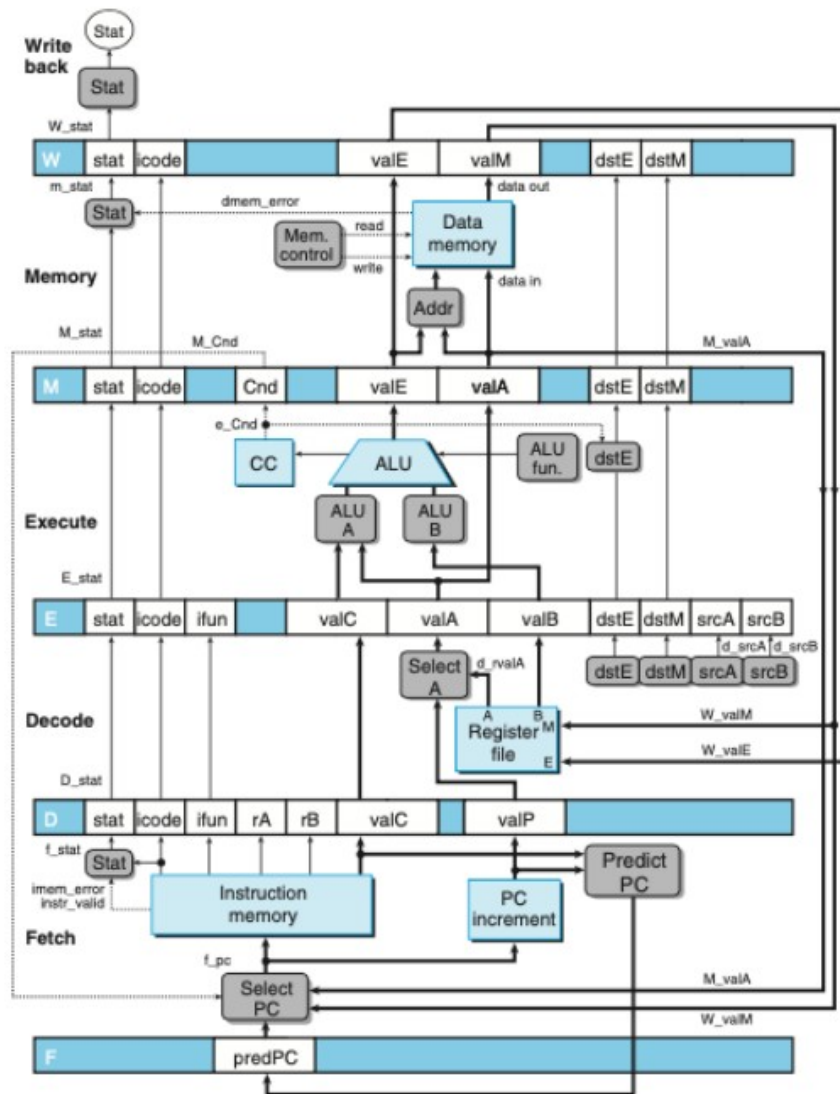 Stat
Write
back
Stat
W_stat
W stat icode valE valM dstE dstM
m_stat
data out
Stat
dmem_error
Mem.
control
read
write
Data
memory
Memory
data in
Addr
M_stat
M_Cnd
M_valA
M stat icode Cnd valE valA dstE dstM
e_Cnd
CC
ALU
ALU
fun.
dstE
ALU
A
ALU
B
Execute
E_stat
E stat icode ifun valC valA valB dstE dstM srcA srcB
d_srcA d_srcB
Select
A
d_rvalA
dstE dstM srcA srcB
Decode
A B
M
Register
file
E
W_valM
W_valE
D_stat
D stat icode ifun rA rB valC valP
f_stat
Stat
imem_error
instr_valid
Instruction
memory
PC
increment
Predict
PC
Fetch
f_pc
Select
PC
M_valA
W_valM
F predPC